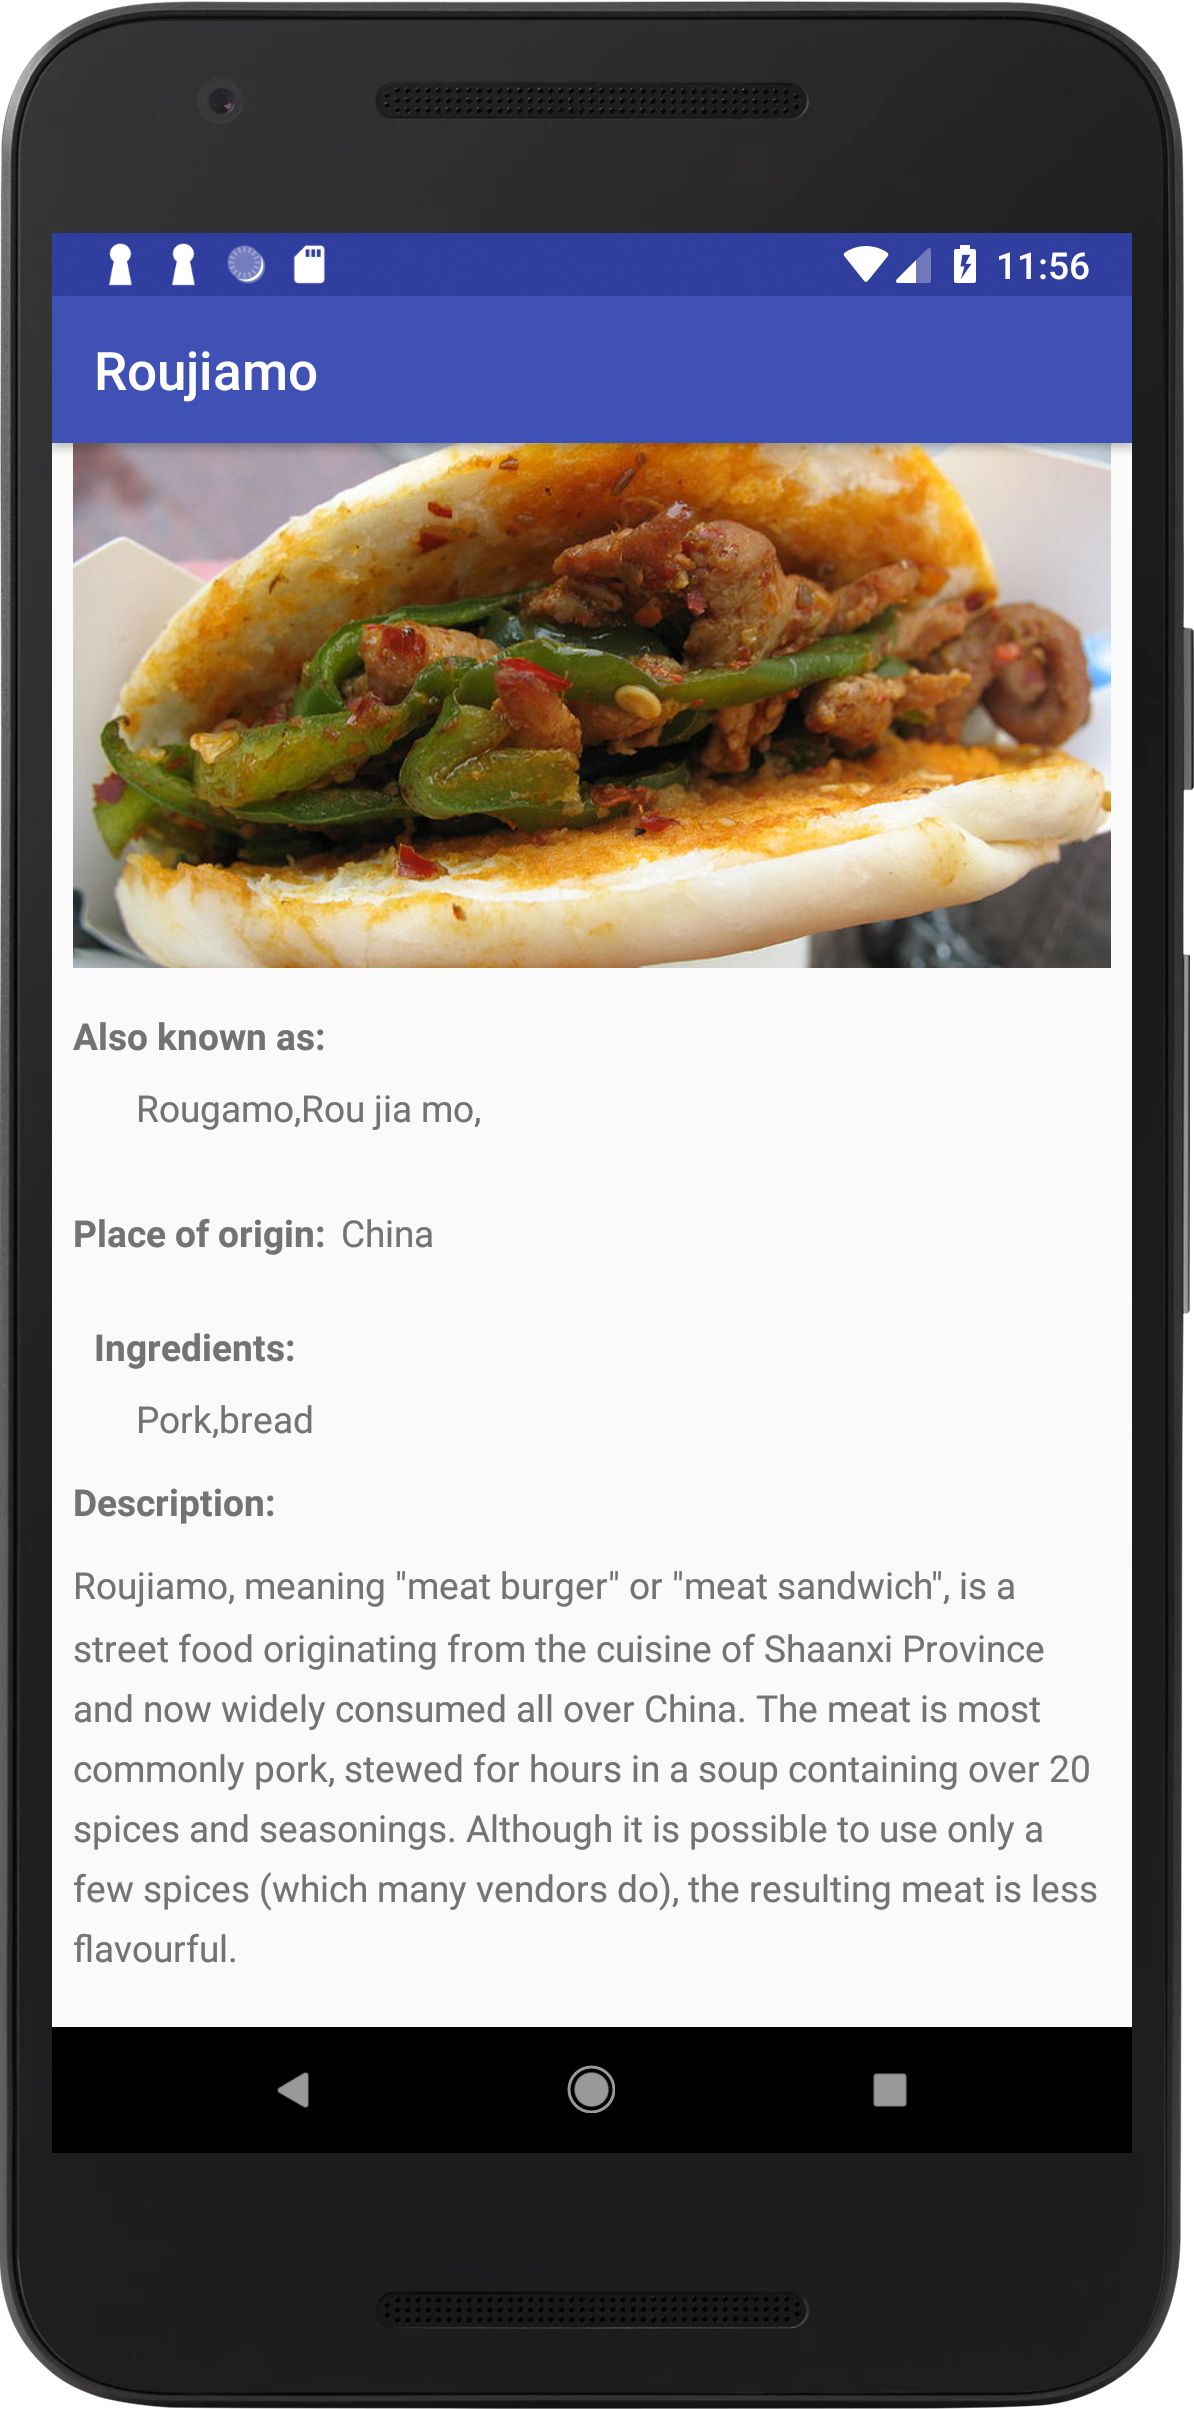 11:56
Roujiamo
Also known as:
Rougamo,Rou jia mo,
Place of origin: China
Ingredients:
Pork,bread
Description:
Roujiamo, meaning "meat burger" or "meat sandwich", is a
street food originating from the cuisine of Shaanxi Province
and now widely consumed all over China. The meat is most
commonly pork, stewed for hours in a soup containing over 20
spices and seasonings. Although it is possible to use only a
few spices (which many vendors do), the resulting meat is less
flavourful.